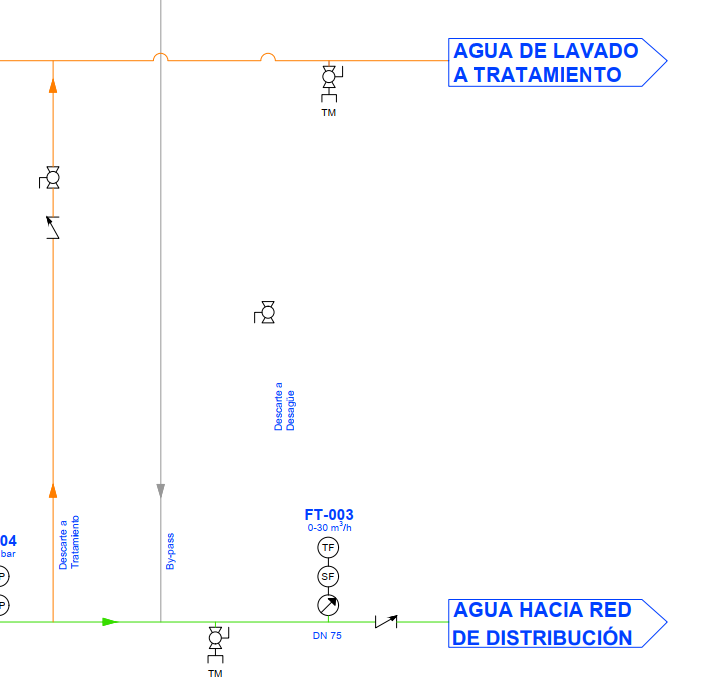 AGUA DE LAVADO
A TRATAMIENTO
TM
Descarte a
Desagüe
FT-003
0-30 m³/h
04
bar
Descarte a
Tratamiento
By-pass
TF
P
SF
P
AGUA HACIA RED
DE DISTRIBUCIÓN
DN 75
TM